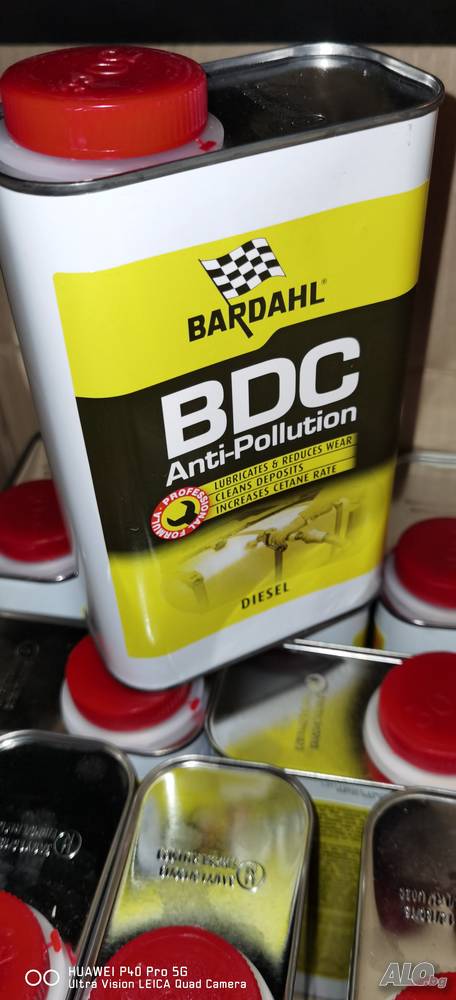 BARDAHL®
BDC
Anti-Pollution
LUBRICATES & REDUCES WEAR
CLEANS DEPOSITS
INCREASES CETANE RATE
PROFESSIONAL FORMULA
DIESEL
HUAWEI P40 Pro 5G
Ultra Vision LEICA Quad Camera
ALO.bg